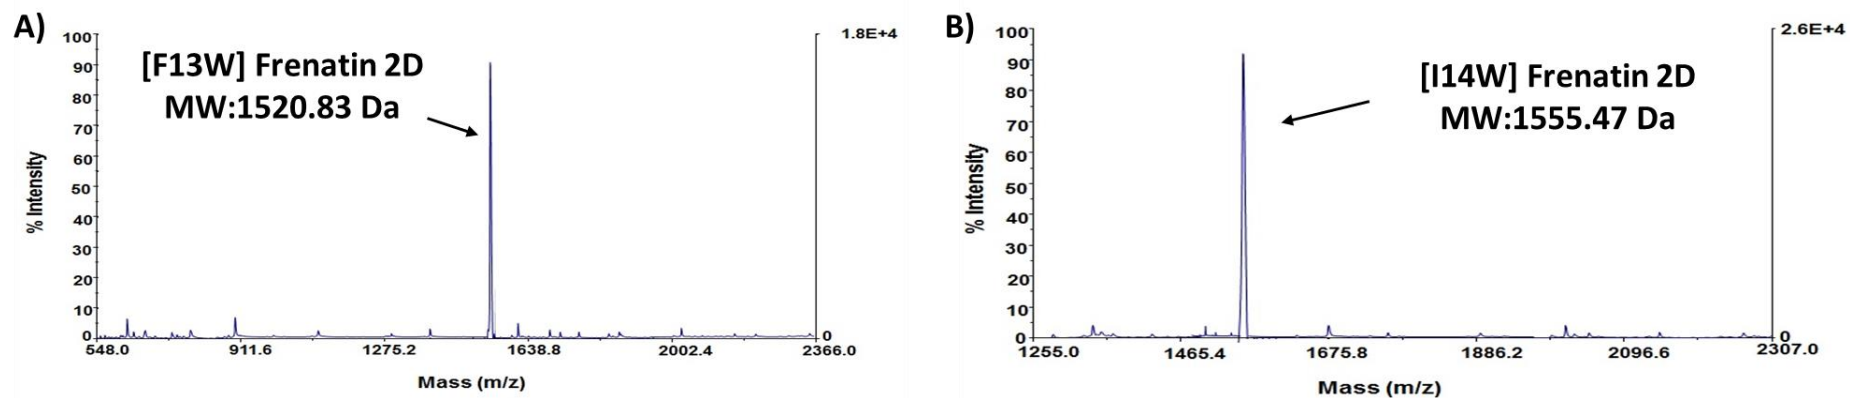 A)
1.8E+4
[F13W] Frenatin 2D
MW:1520.83 Da
100
90
80
70
60
50
40
30
20
10
0
0
% Intensity
548.0 911.6 1275.2 1638.8 2002.4 2366.0
Mass (m/z)
B)
2.6E+4
[I14W] Frenatin 2D
MW:1555.47 Da
100
90
80
70
60
50
40
30
20
10
0
0
% Intensity
1255.0 1465.4 1675.8 1886.2 2096.6 2307.0
Mass (m/z)